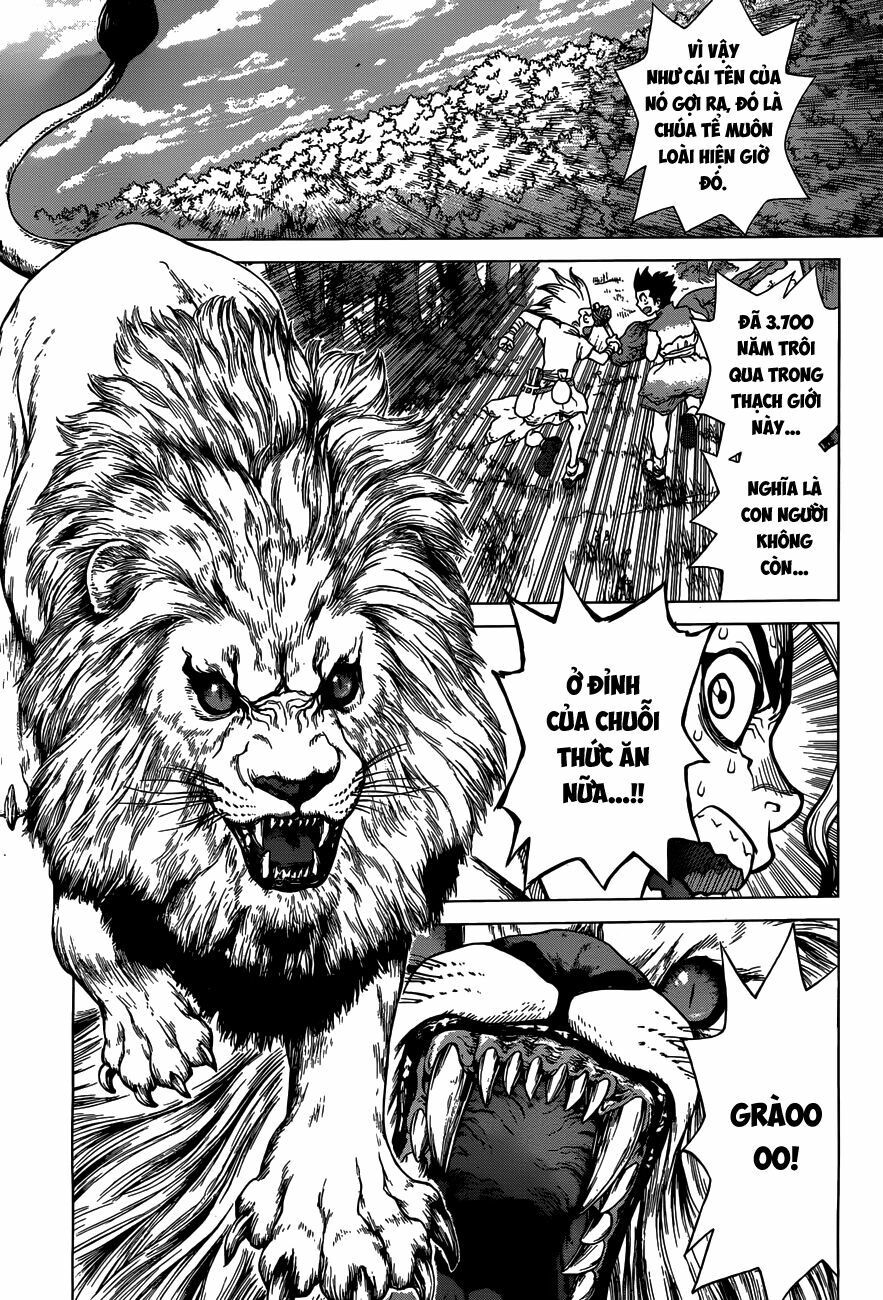 VÌ VẬY
NHƯ CÁI TÊN CỦA
NÓ GỢI RA, ĐÓ LÀ
CHÚA TỂ MUÔN
LOÀI HIỆN GIỜ
ĐÓ.
ĐÃ 3.700
NĂM TRÔI
QUA TRONG
THẠCH GIỚI
NÀY...
NGHĨA LÀ
CON NGƯỜI
KHÔNG
CÒN...
Ở ĐỈNH
CỦA CHUỖI
THỨC ĂN
NỮA...!!
GRÀOO
OO!